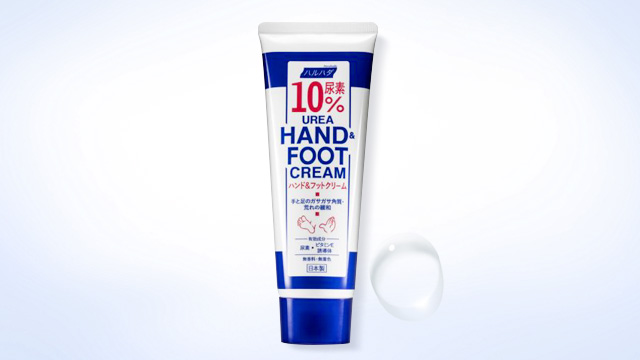 ハルハダ
10%
尿素
UREA
HAND &
FOOT
CREAM
ハンド&フットクリーム
手と足のガサガサ角質・
荒れの緩和
有効成分
尿素・ビタミンE
誘導体
無香料・無着色
日本製